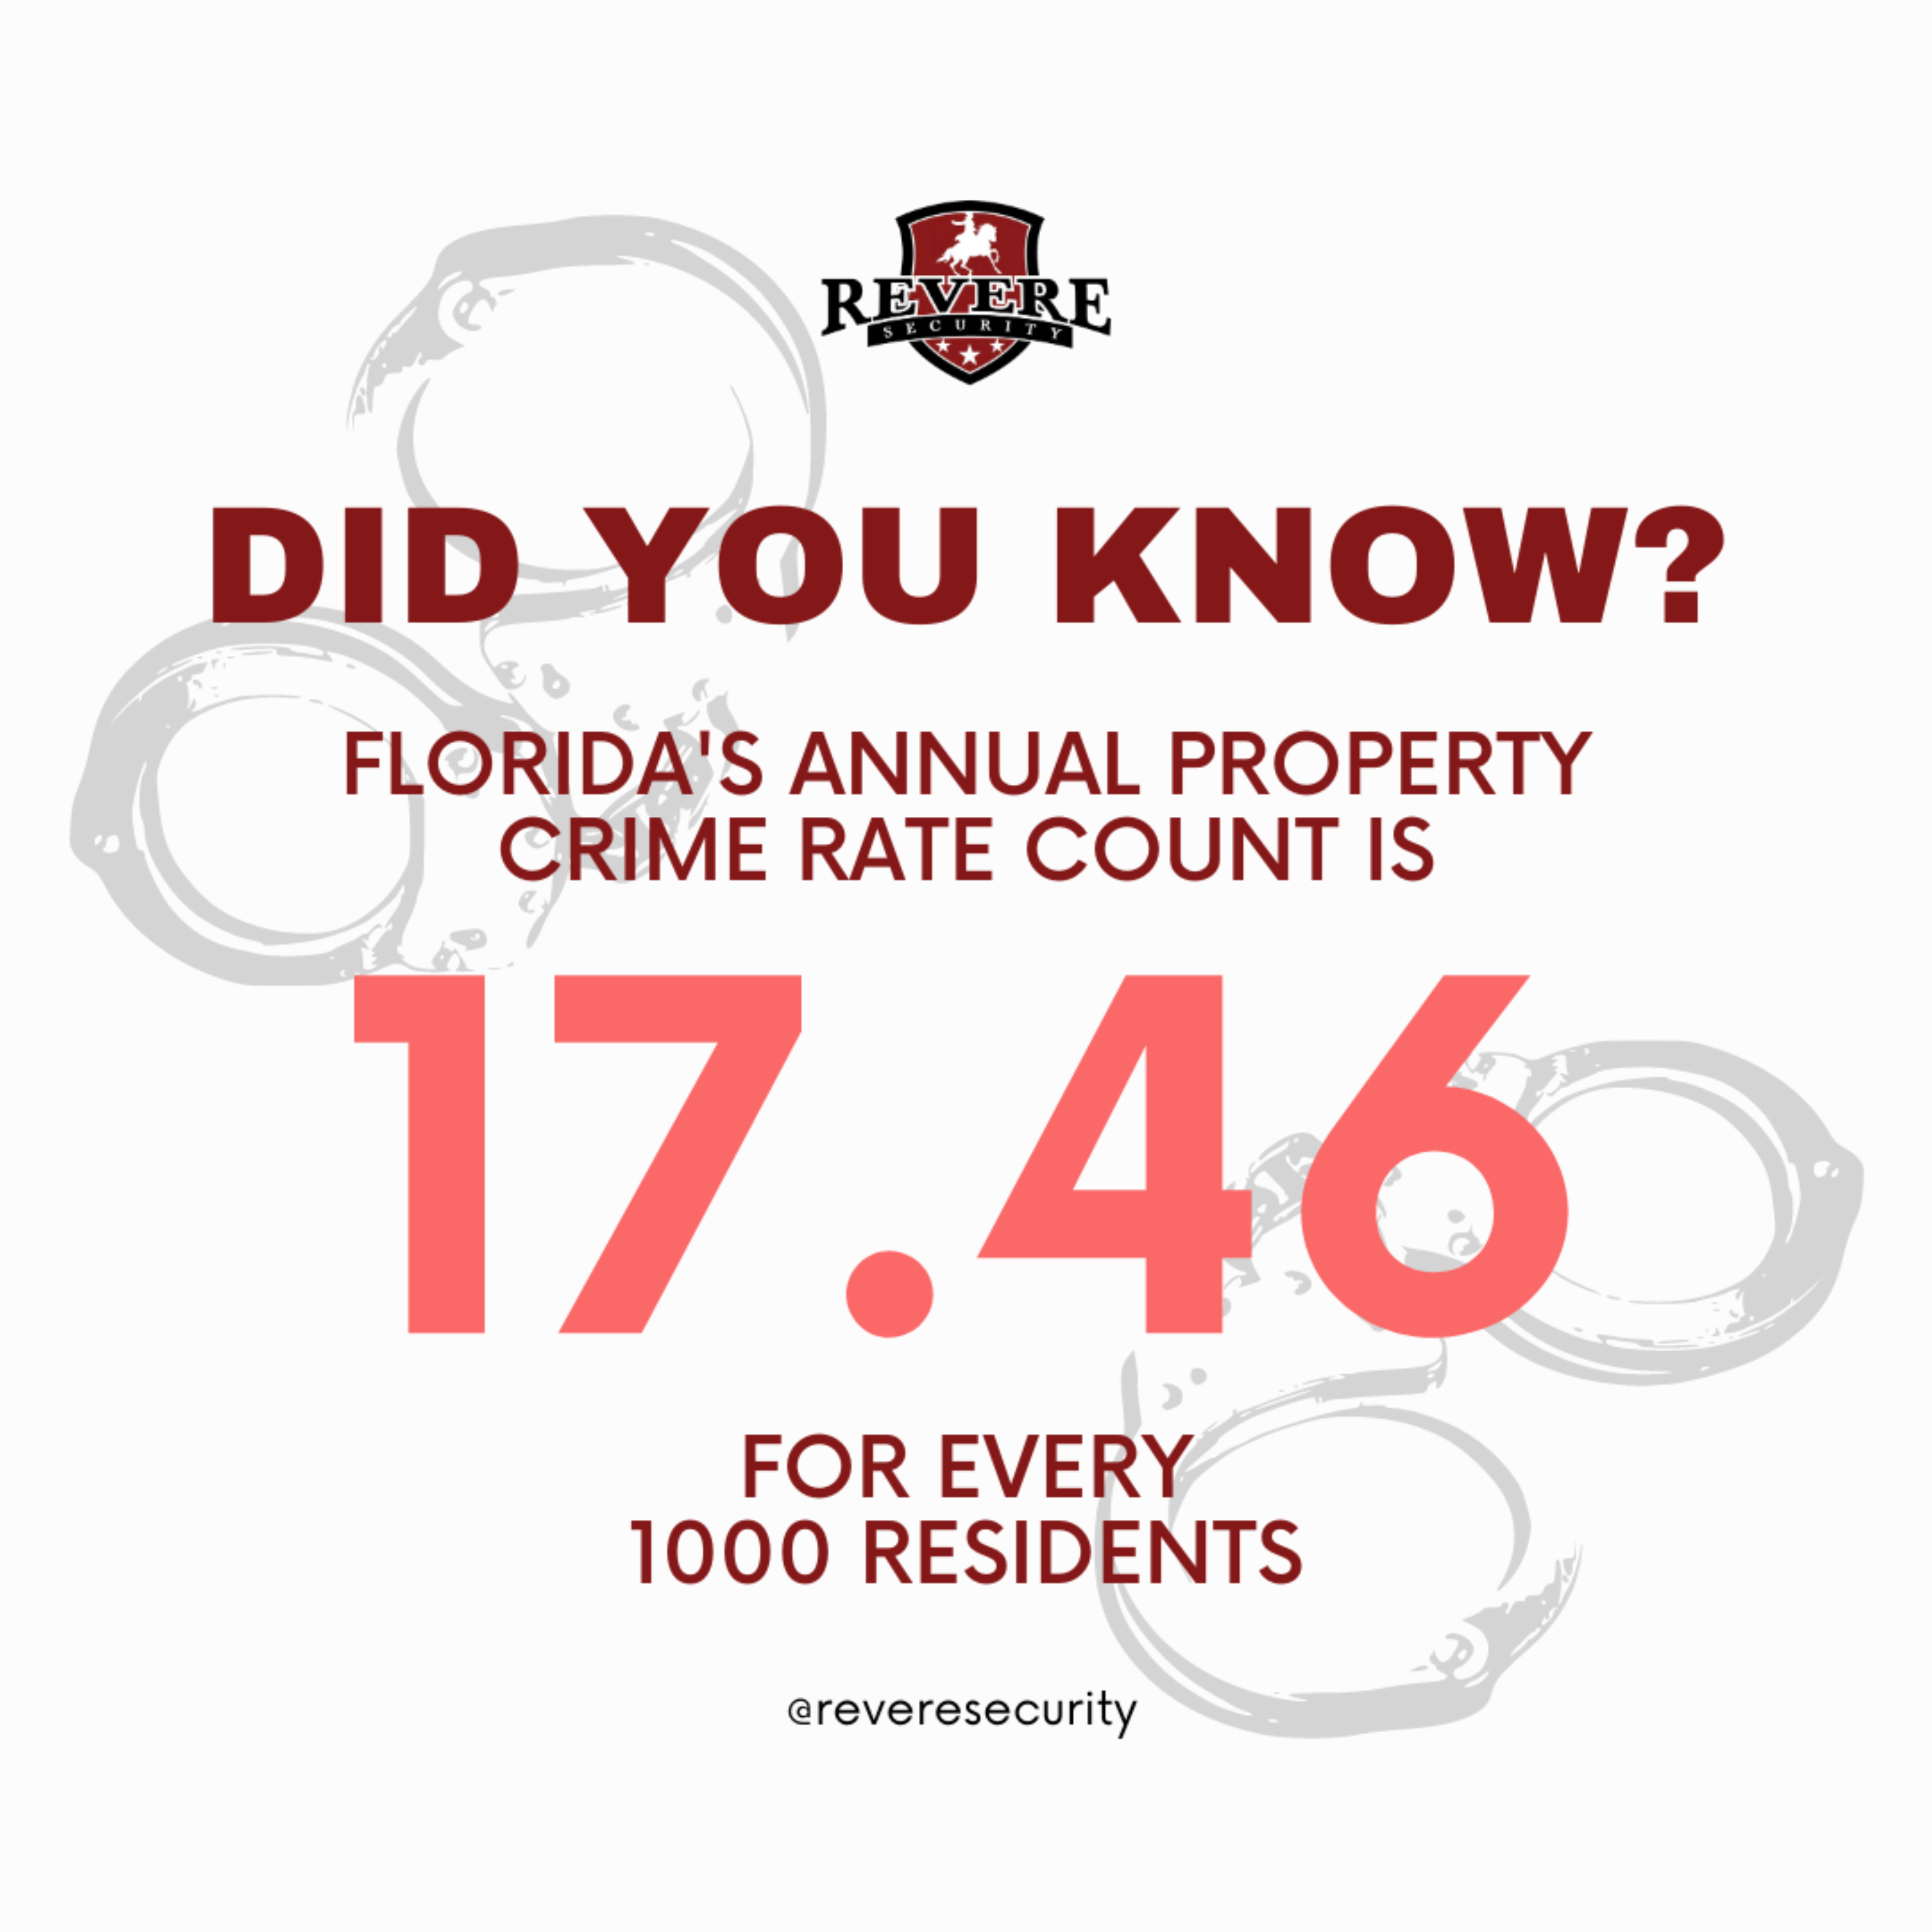 REVERE
SECURITY
DID YOU KNOW?
FLORIDA'S ANNUAL PROPERTY
CRIME RATE COUNT IS
17.46
FOR EVERY
1000 RESIDENTS
@reveresecurity